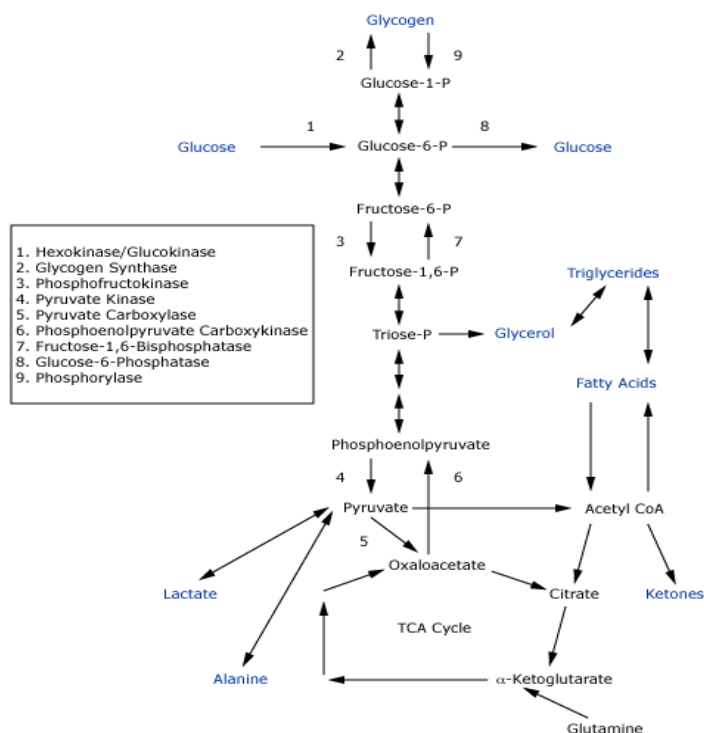 Glycogen
2 9
Glucose-1-P
1 8
Glucose Glucose-6-P Glucose
Fructose-6-P
3 7
Fructose-1,6-P Triglycerides
1. Hexokinase/Glucokinase
2. Glycogen Synthase
3. Phosphofructokinase
4. Pyruvate Kinase
5. Pyruvate Carboxylase
6. Phosphoenolpyruvate Carboxykinase
7. Fructose-1,6-Bisphosphatase
8. Glucose-6-Phosphatase
9. Phosphorylase
Triose-P Glycerol
Fatty Acids
Phosphoenolpyruvate
4 6
Pyruvate Acetyl CoA
5
Oxaloacetate
Lactate Citrate Ketones
TCA Cycle
Alanine α-Ketoglutarate
Glutamine